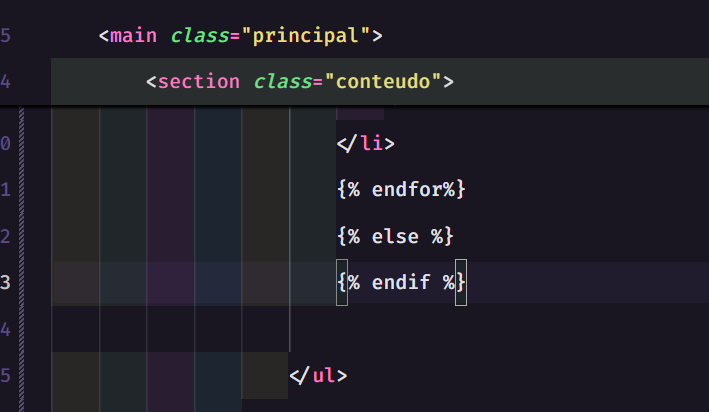 5 <main class="principal">
4 <section class="conteudo">
0 </li>
1 {% endfor%}
2 {% else %}
3 {% endif %}
4
5 </ul>